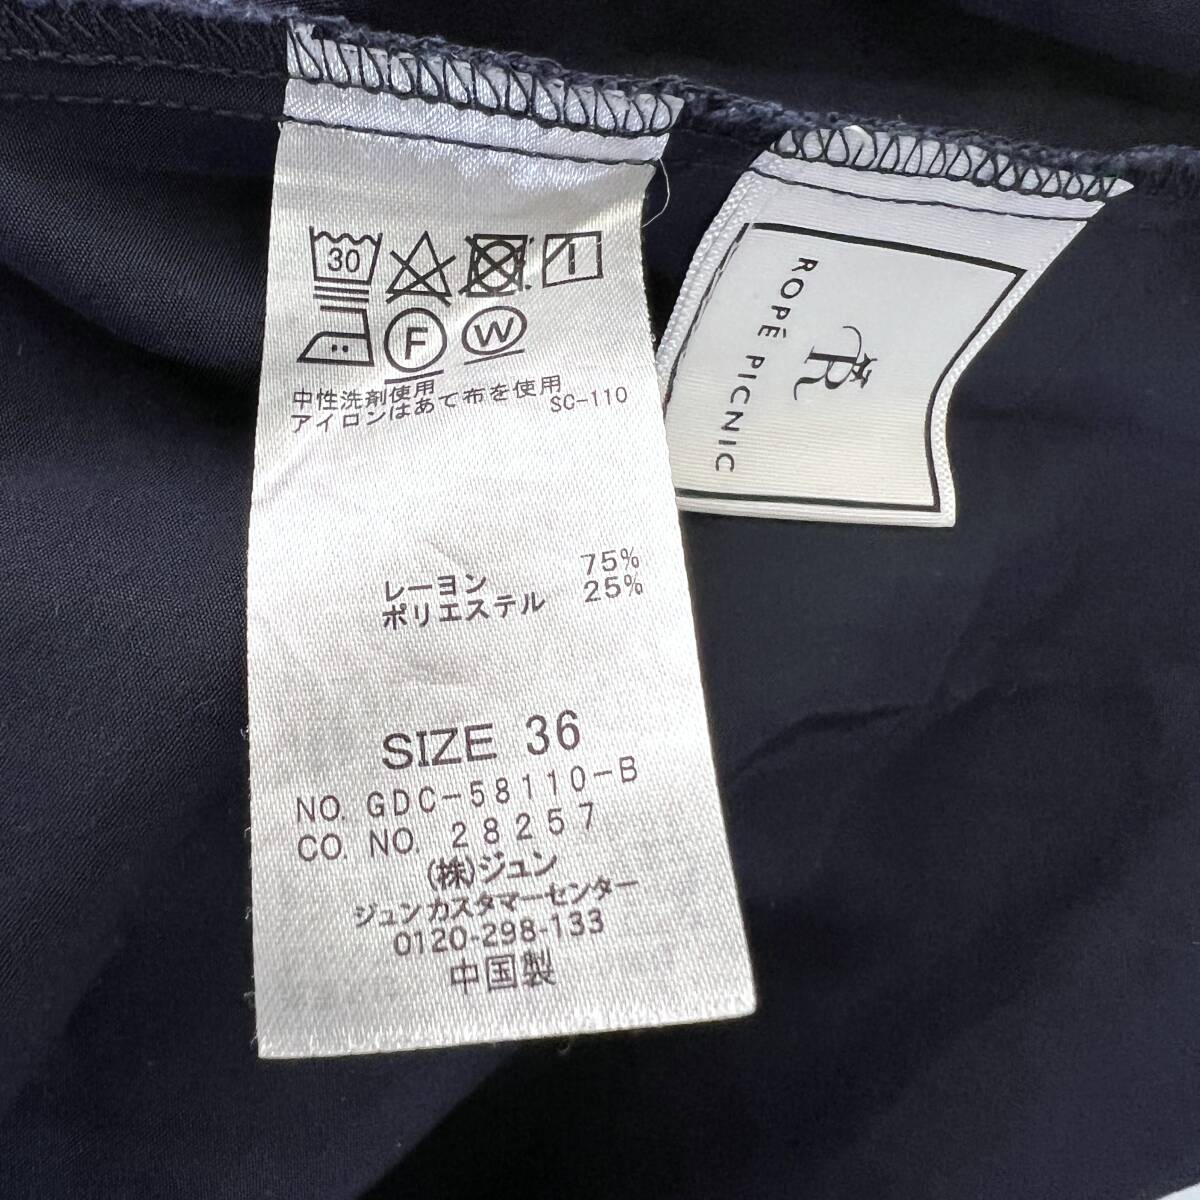 30
F
W
中性洗剤使用
アイロンはあて布を使用
SC-110
レーヨン 75%
ポリエステル 25%
SIZE 36
NO. GDC-58110-B
CO. NO. 28257
(株)ジュン
ジュンカスタマーセンター
0120-298-133
中国製
R
ROPÉ PICNIC